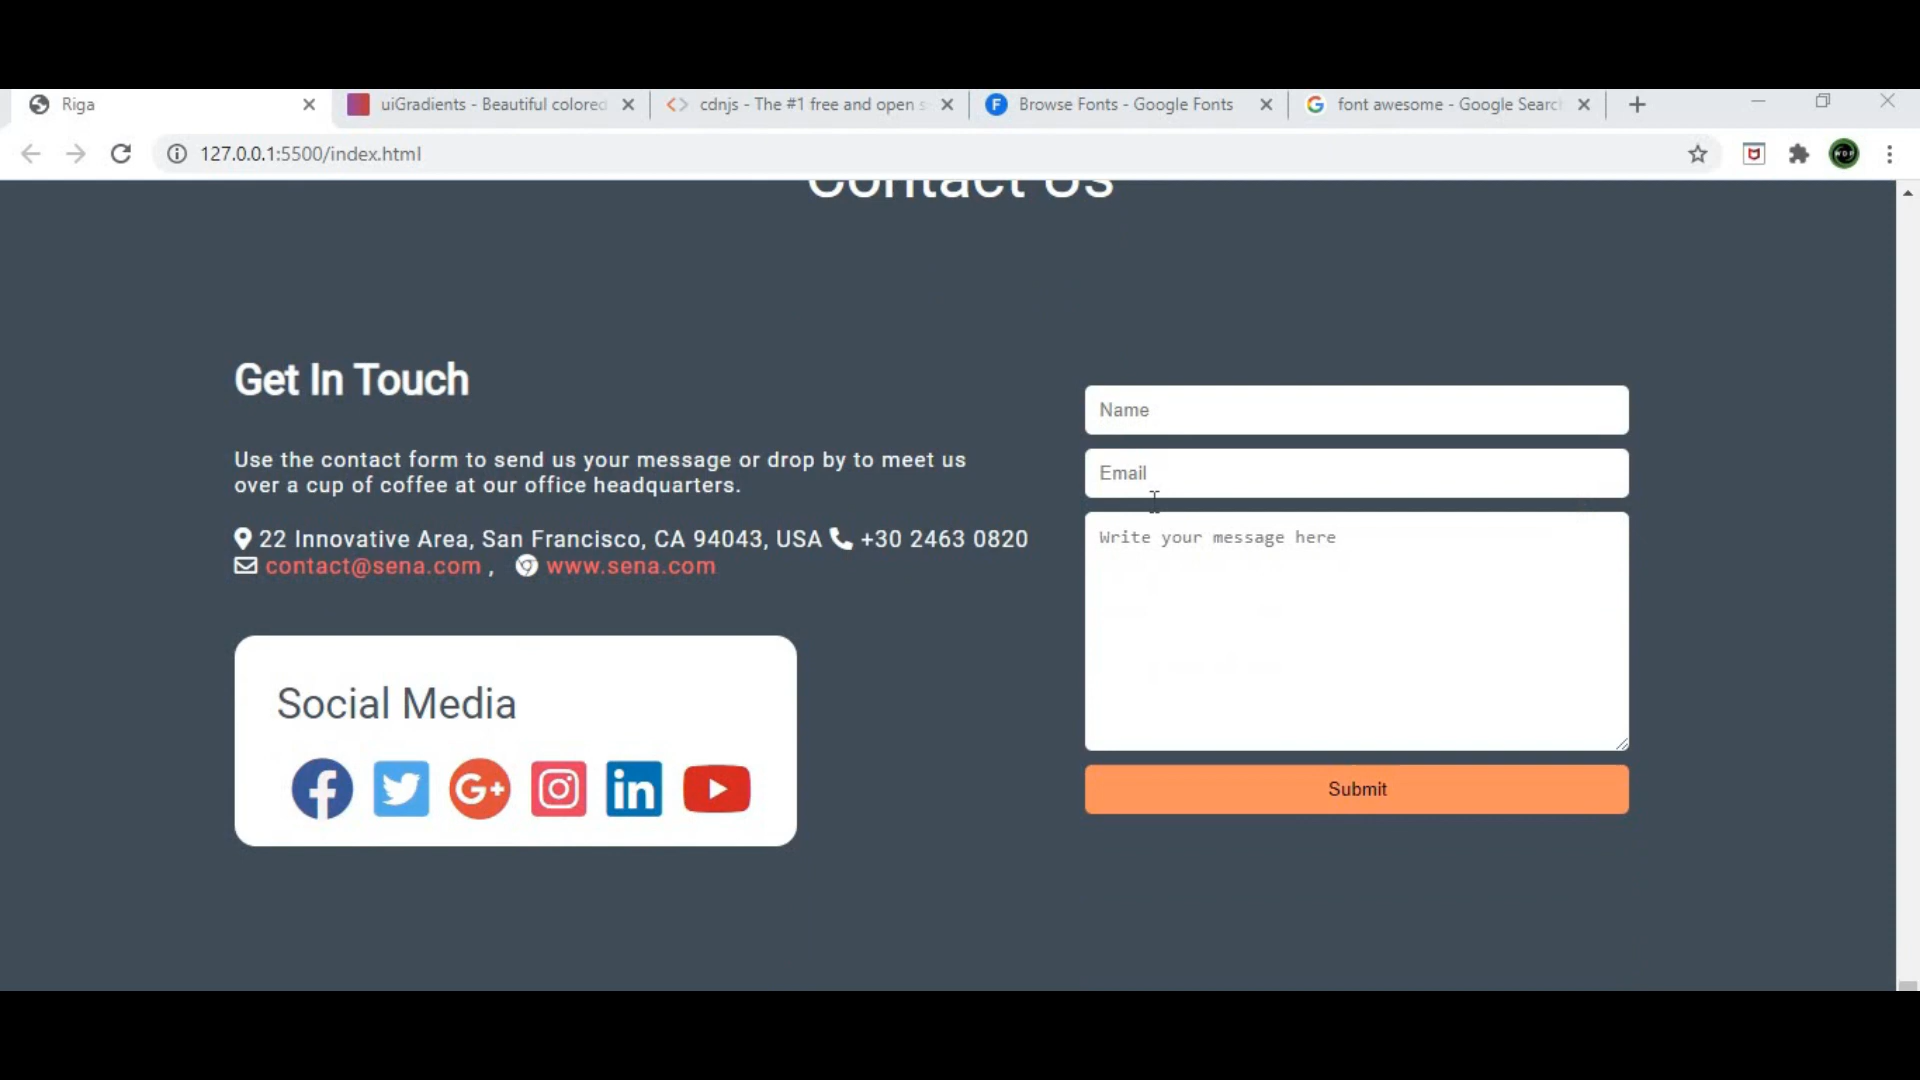 Riga
uiGradients - Beautiful colored
cdnjs - The #1 free and open s
Browse Fonts - Google Fonts
font awesome - Google Search
127.0.0.1:5500/index.html
Contact Us
Get In Touch
Use the contact form to send us your message or drop by to meet us
over a cup of coffee at our office headquarters.
22 Innovative Area, San Francisco, CA 94043, USA +30 2463 0820
contact@sena.com , www.sena.com
Social Media
Name
Email
Write your message here
Submit